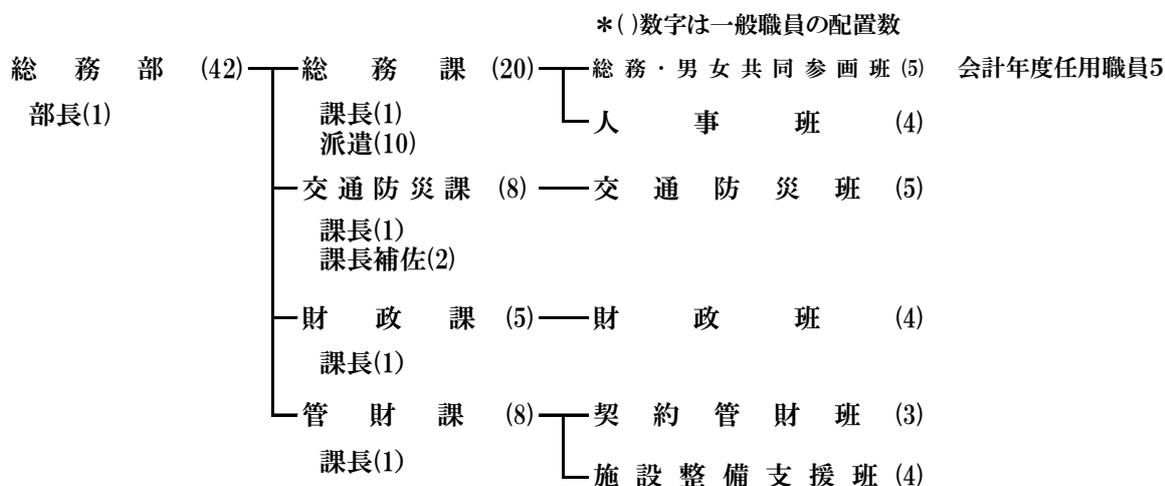 ＊( )数字は一般職員の配置数
総務部 (42) 総務課 (20) 総務・男女共同参画班 (5) 会計年度任用職員5
部長(1) 課長(1) 人事班 (4)
派遣(10)
交通防災課 (8) 交通防災班 (5)
課長(1)
課長補佐(2)
財政課 (5) 財政班 (4)
課長(1)
管財課 (8) 契約管財班 (3)
課長(1)
施設整備支援班 (4)